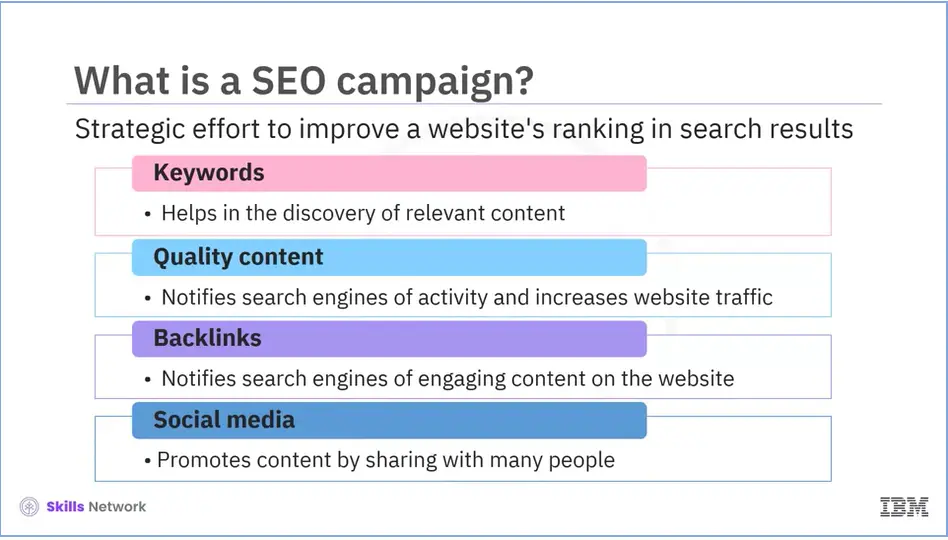 What is a SEO campaign?
Strategic effort to improve a website's ranking in search results
Keywords
• Helps in the discovery of relevant content
Quality content
• Notifies search engines of activity and increases website traffic
Backlinks
• Notifies search engines of engaging content on the website
Social media
• Promotes content by sharing with many people
Skills Network
IBM